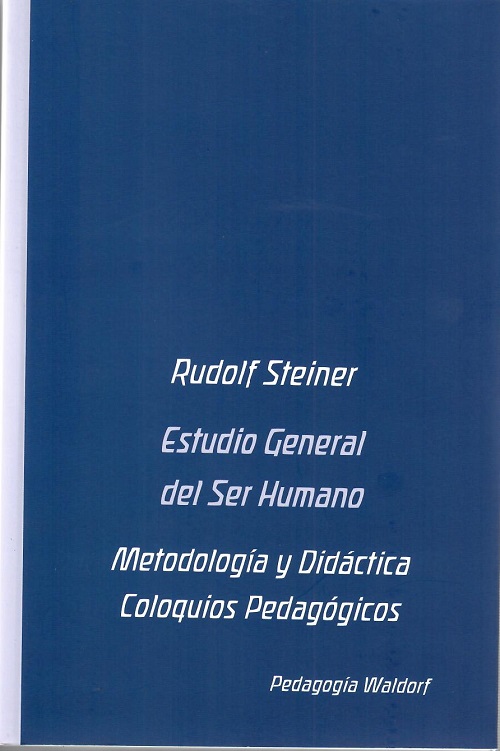 Rudolf Steiner
Estudio General
del Ser Humano
Metodología y Didáctica
Coloquios Pedagógicos
Pedagogía Waldorf